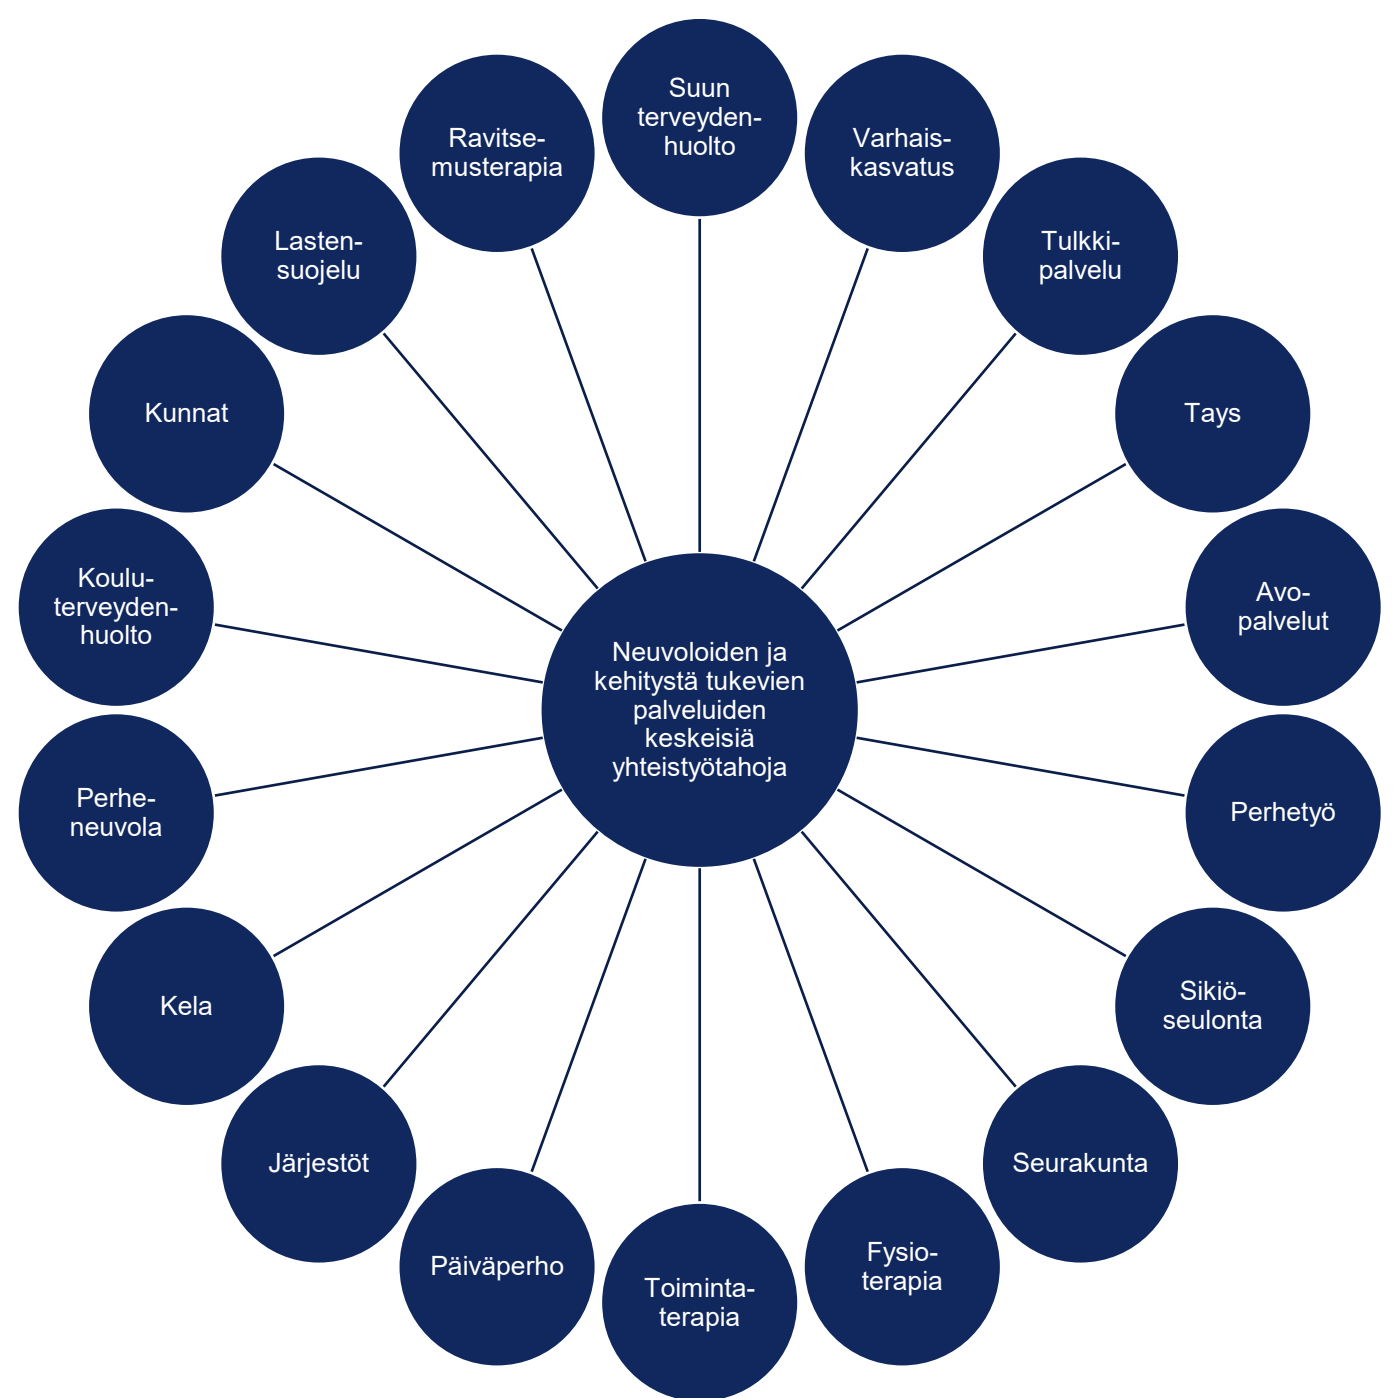 Suun
terveyden-
huolto
Varhais-
kasvatus
Tulkki-
palvelu
Tays
Avo-
palvelut
Perhetyö
Sikiö-
seulonta
Seurakunta
Fysio-
terapia
Toiminta-
terapia
Päiväperho
Järjestöt
Kela
Perhe-
neuvola
Koulu-
terveyden-
huolto
Kunnat
Lasten-
suojelu
Ravitse-
musterapia
Neuvoloiden ja
kehitystä tukevien
palveluiden
keskeisiä
yhteistyötahoja